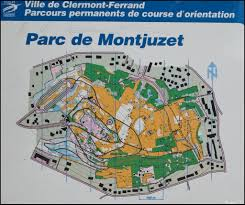 Ville de Clermont-Ferrand
Parcours permanents de course d'orientation
Parc de Montjuzet